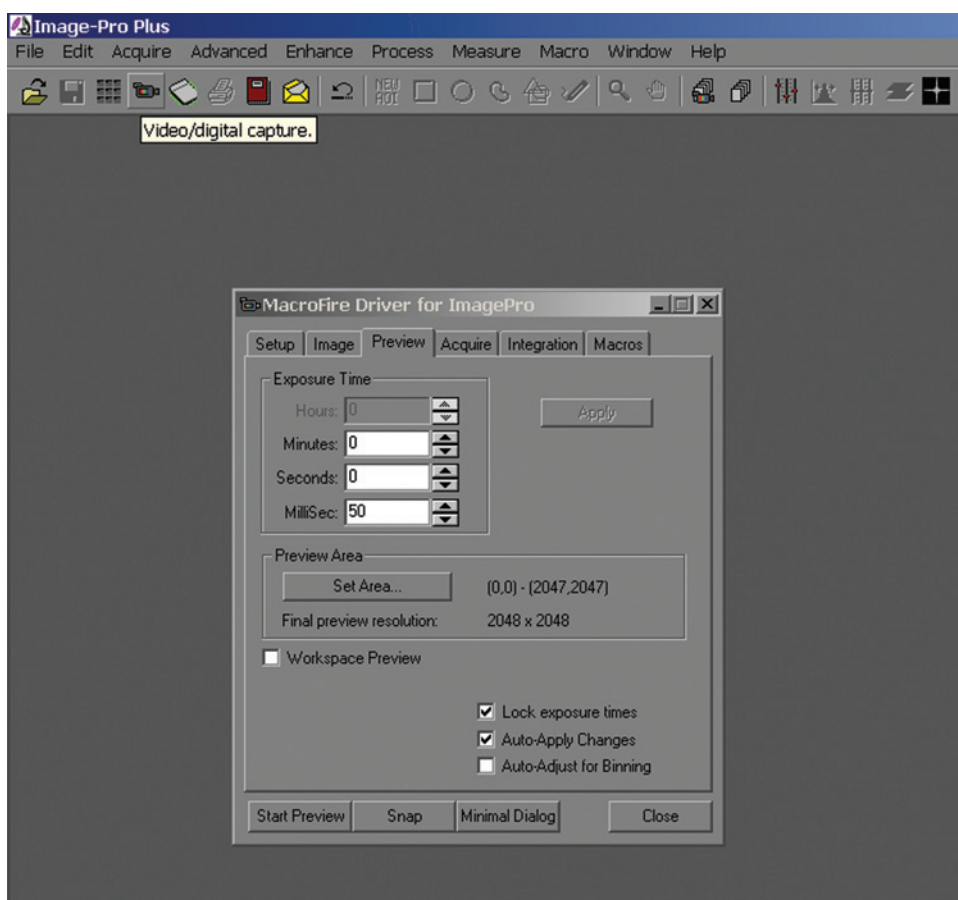 Image-Pro Plus
File Edit Acquire Advanced Enhance Process Measure Macro Window Help
NEW
AOI
Video/digital capture.
MacroFire Driver for ImagePro
Setup Image Preview Acquire Integration Macros
Exposure Time
Hours: 0
Apply
Minutes: 0
Seconds: 0
MilliSec: 50
Preview Area
Set Area... (0,0) - (2047,2047)
Final preview resolution: 2048 x 2048
Workspace Preview
Lock exposure times
Auto-Apply Changes
Auto-Adjust for Binning
Start Preview Snap Minimal Dialog Close